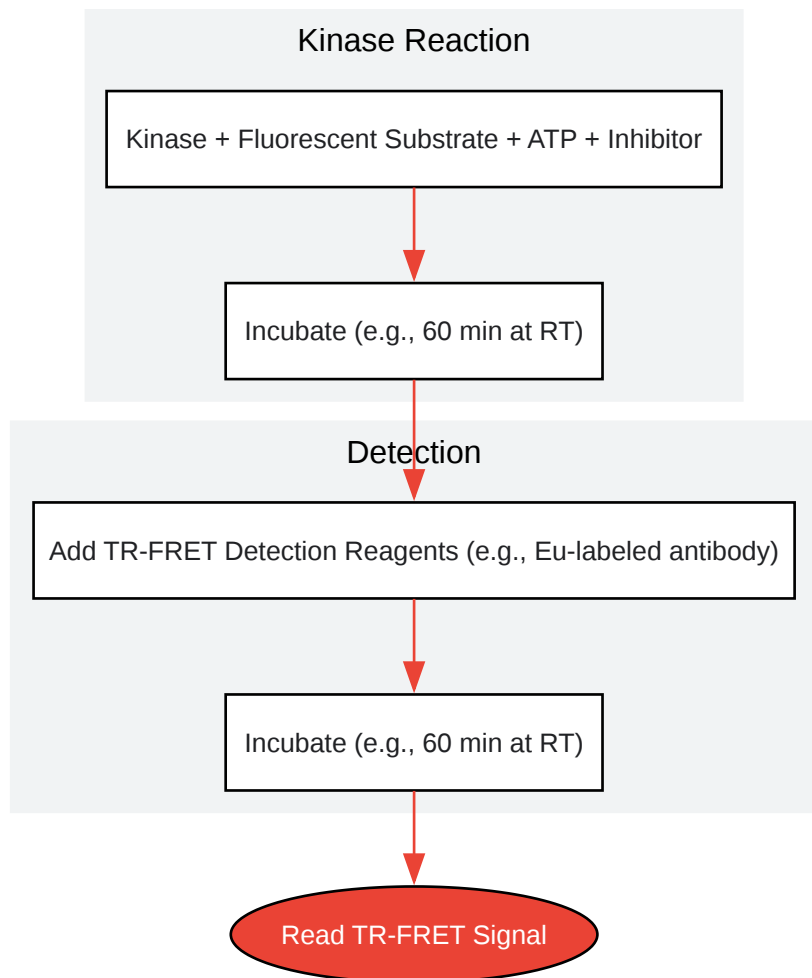 Kinase Reaction
Kinase + Fluorescent Substrate + ATP + Inhibitor
Incubate (e.g., 60 min at RT)
Detection
Add TR-FRET Detection Reagents (e.g., Eu-labeled antibody)
Incubate (e.g., 60 min at RT)
Read TR-FRET Signal